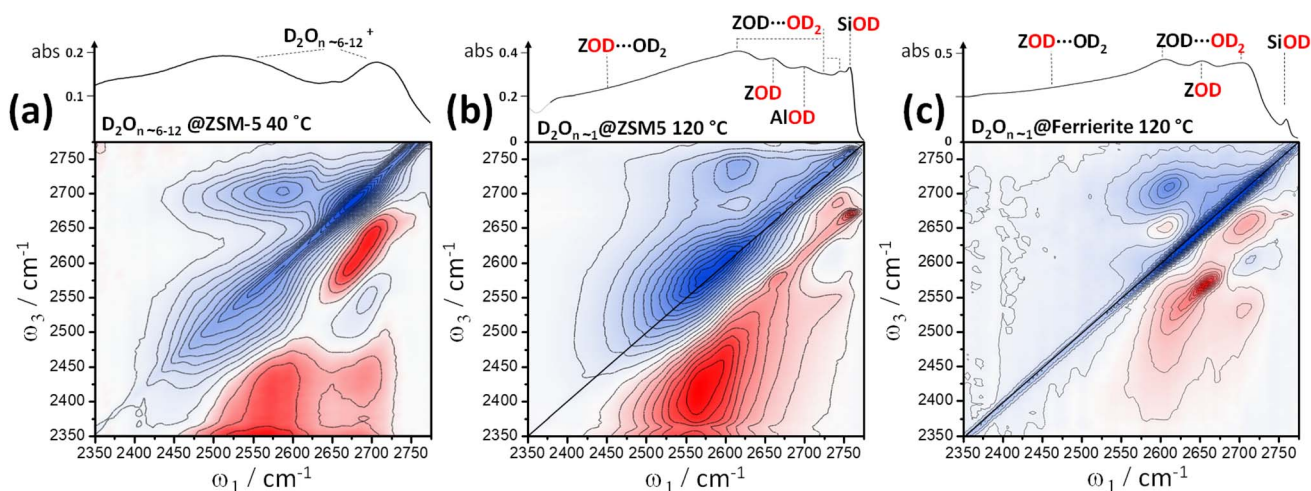 (a)
abs 0.2
0.1
D₂Oₙ ~6-12 ⁺
D₂Oₙ ~6-12 @ZSM-5 40 °C
ω₃ / cm⁻¹
2750
2700
2650
2600
2550
2500
2450
2400
2350
2350 2400 2450 2500 2550 2600 2650 2700 2750
ω₁ / cm⁻¹
(b)
abs 0.4
0.2
0
ZOD···OD₂
ZOD···OD₂
SiOD
ZOD
AlOD
D₂Oₙ ~1@ZSM5 120 °C
2750
2700
2650
2600
2550
2500
2450
2400
2350
2350 2400 2450 2500 2550 2600 2650 2700 2750
ω₁ / cm⁻¹
(c)
abs
0.5
0
ZOD···OD₂
ZOD···OD₂
SiOD
ZOD
D₂Oₙ ~1@Ferrierite 120 °C
ω₃ / cm⁻¹
2750
2700
2650
2600
2550
2500
2450
2400
2350
2350 2400 2450 2500 2550 2600 2650 2700 2750
ω₁ / cm⁻¹